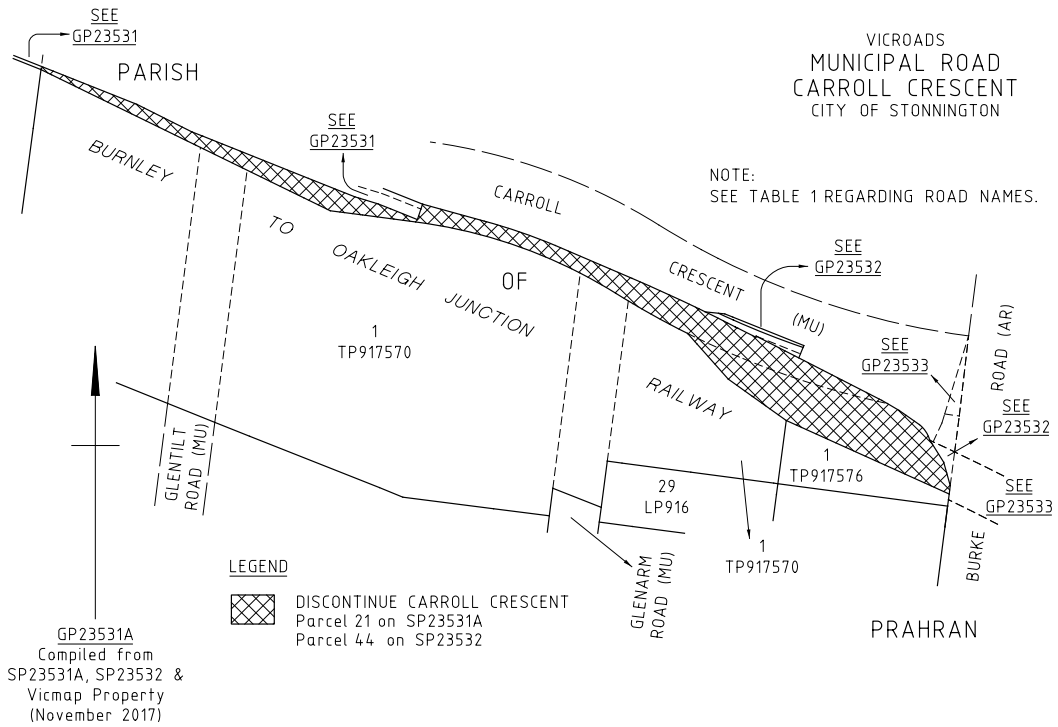 SEE
GP23531
PARISH
VICROADS
MUNICIPAL ROAD
CARROLL CRESCENT
CITY OF STONNINGTON
SEE
GP23531
NOTE:
SEE TABLE 1 REGARDING ROAD NAMES.
BURNLEY
TO OAKLEIGH JUNCTION
RAILWAY
CARROLL
CRESCENT
(MU)
OF
SEE
GP23532
SEE
GP23533
ROAD (AR)
SEE
GP23532
SEE
GP23533
1
TP917570
1
TP917576
29
LP916
1
TP917570
GLENTILT
ROAD (MU)
GLENARM
ROAD (MU)
BURKE
PRAHRAN
LEGEND
DISCONTINUE CARROLL CRESCENT
Parcel 21 on SP23531A
Parcel 44 on SP23532
GP23531A
Compiled from
SP23531A, SP23532 &
Vicmap Property
(November 2017)